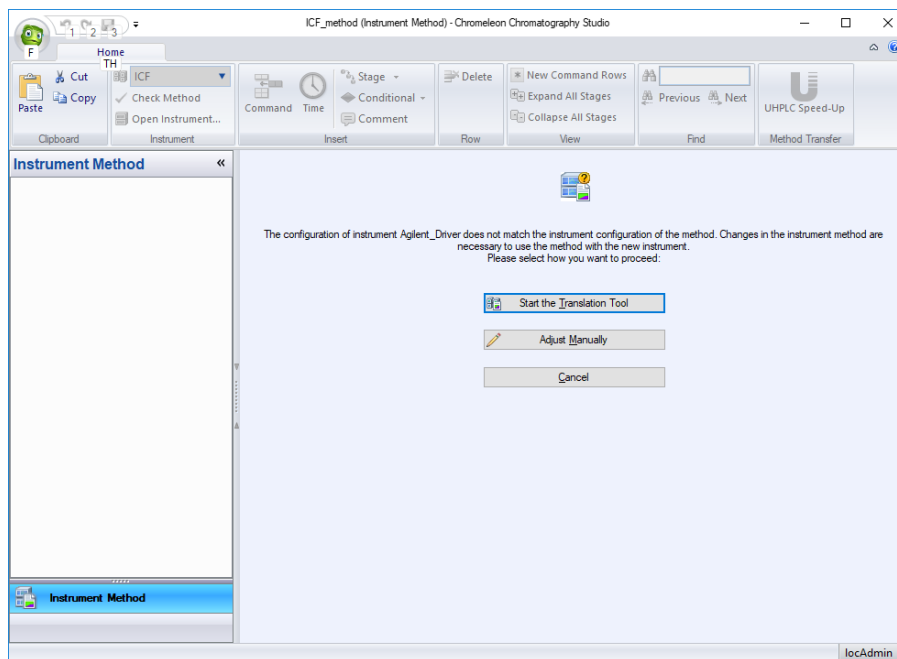 ICF_method (Instrument Method) - Chromeleon Chromatography Studio
1 2 3
F
Home
TH
Paste
Cut
Copy
Clipboard
ICF
Check Method
Open Instrument...
Instrument
Command
Time
Stage
Conditional
Comment
Insert
Delete
Row
New Command Rows
Expand All Stages
Collapse All Stages
View
Previous Next
Find
UHPLC Speed-Up
Method Transfer
Instrument Method «
The configuration of instrument Agilent_Driver does not match the instrument configuration of the method. Changes in the instrument method are
necessary to use the method with the new instrument.
Please select how you want to proceed:
Start the Translation Tool
Adjust Manually
Cancel
Instrument Method
locAdmin